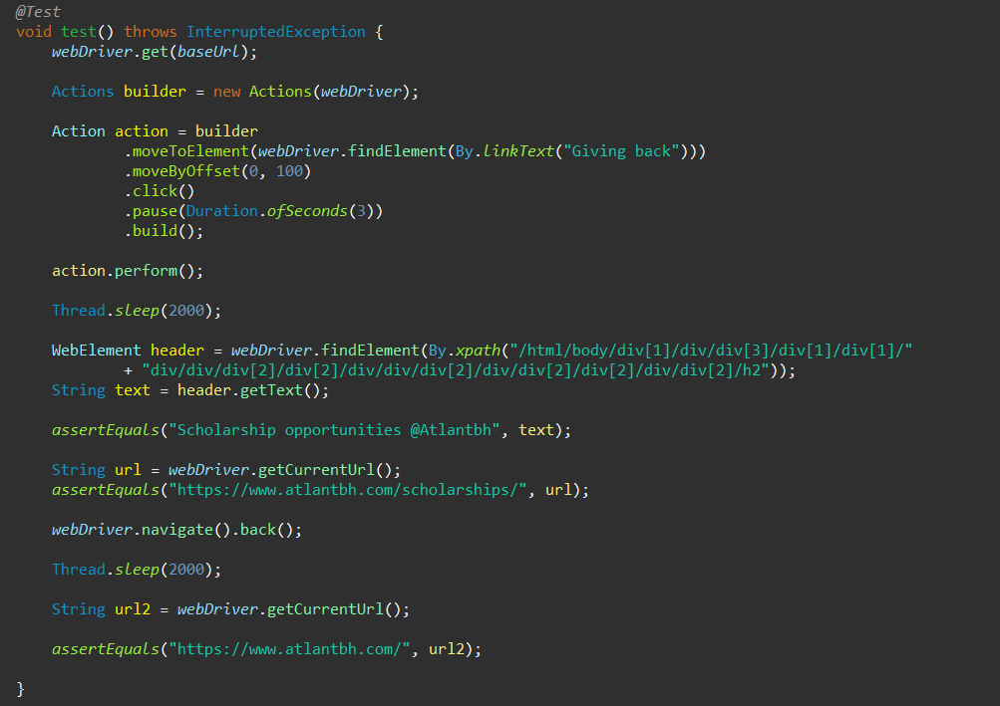 @Test
void test() throws InterruptedException {
    webDriver.get(baseUrl);

    Actions builder = new Actions(webDriver);

    Action action = builder
            .moveToElement(webDriver.findElement(By.linkText("Giving back")))
            .moveByOffset(0, 100)
            .click()
            .pause(Duration.ofSeconds(3))
            .build();

    action.perform();

    Thread.sleep(2000);

    WebElement header = webDriver.findElement(By.xpath("/html/body/div[1]/div/div[3]/div[1]/div[1]/"
            + "div/div/div[2]/div[2]/div/div/div[2]/div/div[2]/div[2]/div/div[2]/h2"));
    String text = header.getText();

    assertEquals("Scholarship opportunities @Atlantbh", text);

    String url = webDriver.getCurrentUrl();
    assertEquals("https://www.atlantbh.com/scholarships/", url);

    webDriver.navigate().back();

    Thread.sleep(2000);

    String url2 = webDriver.getCurrentUrl();

    assertEquals("https://www.atlantbh.com/", url2);

}